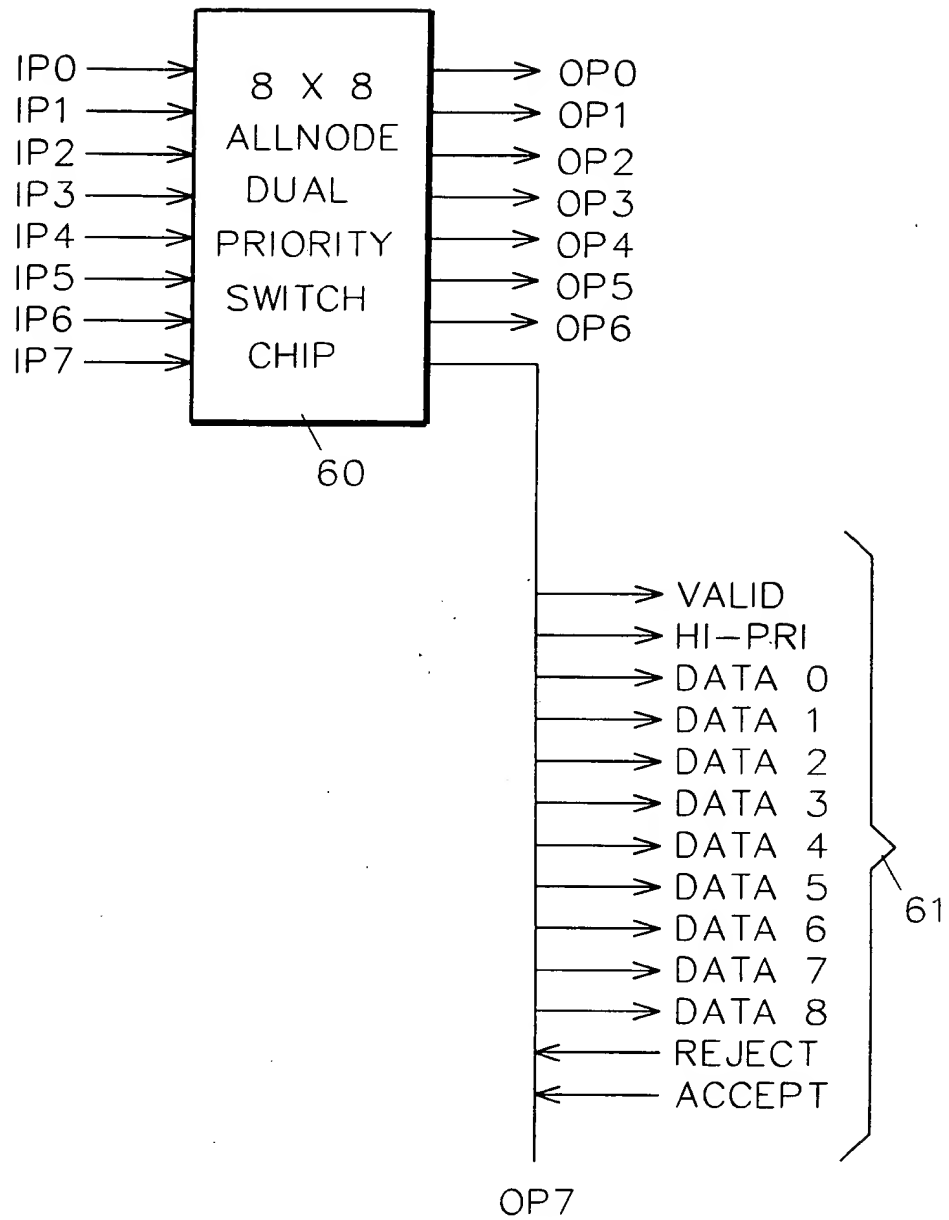 IP0
IP1
IP2
IP3
IP4
IP5
IP6
IP7
8 X 8
ALLNODE
DUAL
PRIORITY
SWITCH
CHIP
60
OP0
OP1
OP2
OP3
OP4
OP5
OP6
VALID
HI-PRI
DATA 0
DATA 1
DATA 2
DATA 3
DATA 4
DATA 5
DATA 6
DATA 7
DATA 8
REJECT
ACCEPT
61
OP7